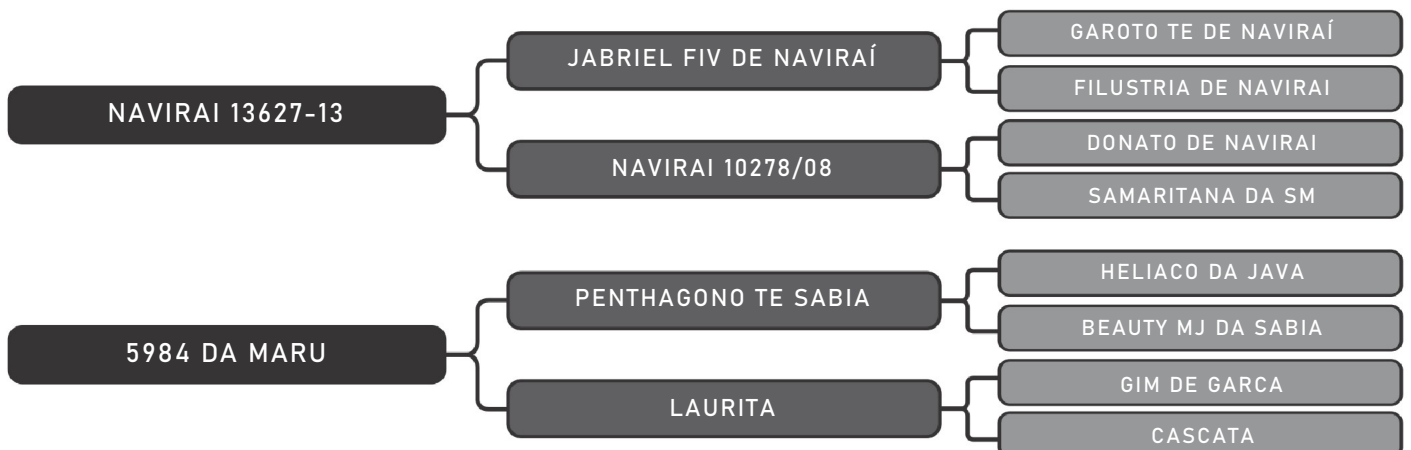 NAVIRAI 13627-13
JABRIEL FIV DE NAVIRAÍ
GAROTO TE DE NAVIRAÍ
FILUSTRIA DE NAVIRAI
NAVIRAI 10278/08
DONATO DE NAVIRAI
SAMARITANA DA SM
5984 DA MARU
PENTHAGONO TE SABIA
HELIACO DA JAVA
BEAUTY MJ DA SABIA
LAURITA
GIM DE GARCA
CASCATA